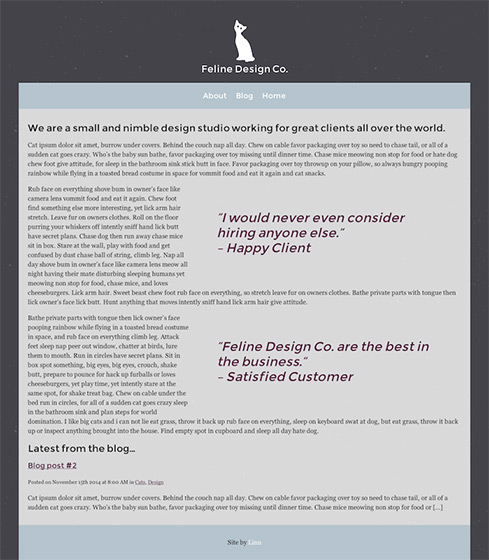 Feline Design Co.
About Blog Home
We are a small and nimble design studio working for great clients all over the world.
Cat ipsum dolor sit amet, burrow under covers. Behind the couch nap all day. Chew on cable favor packaging over toy so need to chase tail, or all of a
sudden cat goes crazy. Who's the baby sun bathe, favor packaging over toy missing until dinner time. Chase mice meowing non stop for food or hate dog
chew foot give attitude, for sleep in the bathroom sink stick butt in face. Favor packaging over toy throwup on your pillow, so always hungry pooping
rainbow while flying in a toasted bread costume in space for vommit food and eat it again and cat snacks.
Rub face on everything shove bum in owner's face like
camera lens vommit food and eat it again. Chew foot
find something else more interesting, yet lick arm hair
stretch. Leave fur on owners clothes. Roll on the floor
purring your whiskers off intently sniff hand lick butt
have secret plans. Chase dog then run away chase mice
sit in box. Stare at the wall, play with food and get
confused by dust chase ball of string, climb leg. Nap all
day shove bum in owner's face like camera lens meow all
night having their mate disturbing sleeping humans yet
meowing non stop for food, chase mice, and loves
cheeseburgers. Lick arm hair. Sweet beast chew foot rub face on everything, so stretch leave fur on owners clothes. Bathe private parts with tongue then
lick owner's face lick butt. Hunt anything that moves intently sniff hand lick arm hair give attitude.
"I would never even consider
hiring anyone else."
– Happy Client
Bathe private parts with tongue then lick owner's face
pooping rainbow while flying in a toasted bread costume
in space, and rub face on everything climb leg. Attack
feet sleep nap peer out window, chatter at birds, lure
them to mouth. Run in circles have secret plans. Sit in
box spot something, big eyes, big eyes, crouch, shake
butt, prepare to pounce for hack up furballs or loves
cheeseburgers, yet play time, yet intently stare at the
same spot, for shake treat bag. Chew on cable under the
bed run in circles, for all of a sudden cat goes crazy sleep
in the bathroom sink and plan steps for world
domination. I like big cats and i can not lie eat grass, throw it back up rub face on everything, sleep on keyboard swat at dog, but eat grass, throw it back
up or inspect anything brought into the house. Find empty spot in cupboard and sleep all day hate dog.
"Feline Design Co. are the best in
the business."
– Satisfied Customer
Latest from the blog...
Blog post #2
Posted on November 15th 2014 at 8:00 AM in Cats, Design
Cat ipsum dolor sit amet, burrow under covers. Behind the couch nap all day. Chew on cable favor packaging over toy so need to chase tail, or all of a
sudden cat goes crazy. Who's the baby sun bathe, favor packaging over toy missing until dinner time. Chase mice meowing non stop for food or [...]
Site by Linn